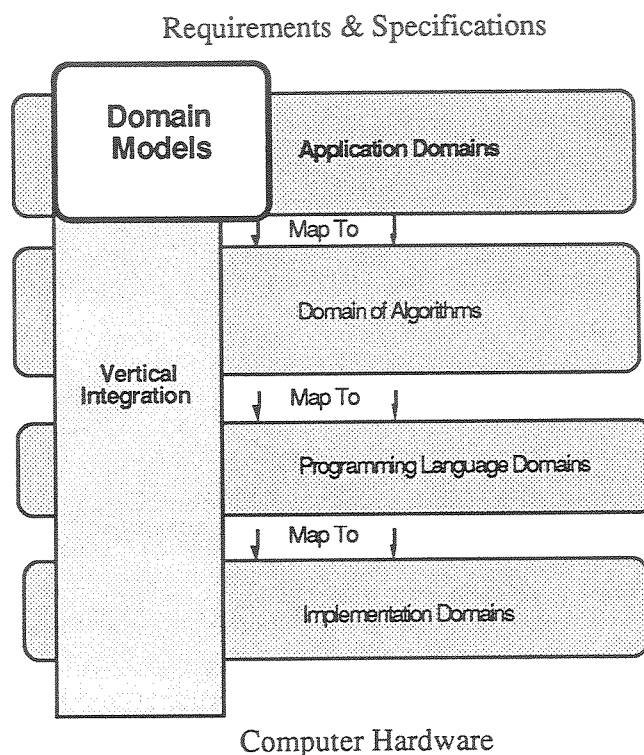 Requirements & Specifications
Domain
Models
Application Domains
Map To
Domain of Algorithms
Vertical
Integration
Map To
Programming Language Domains
Map To
Implementation Domains
Computer Hardware